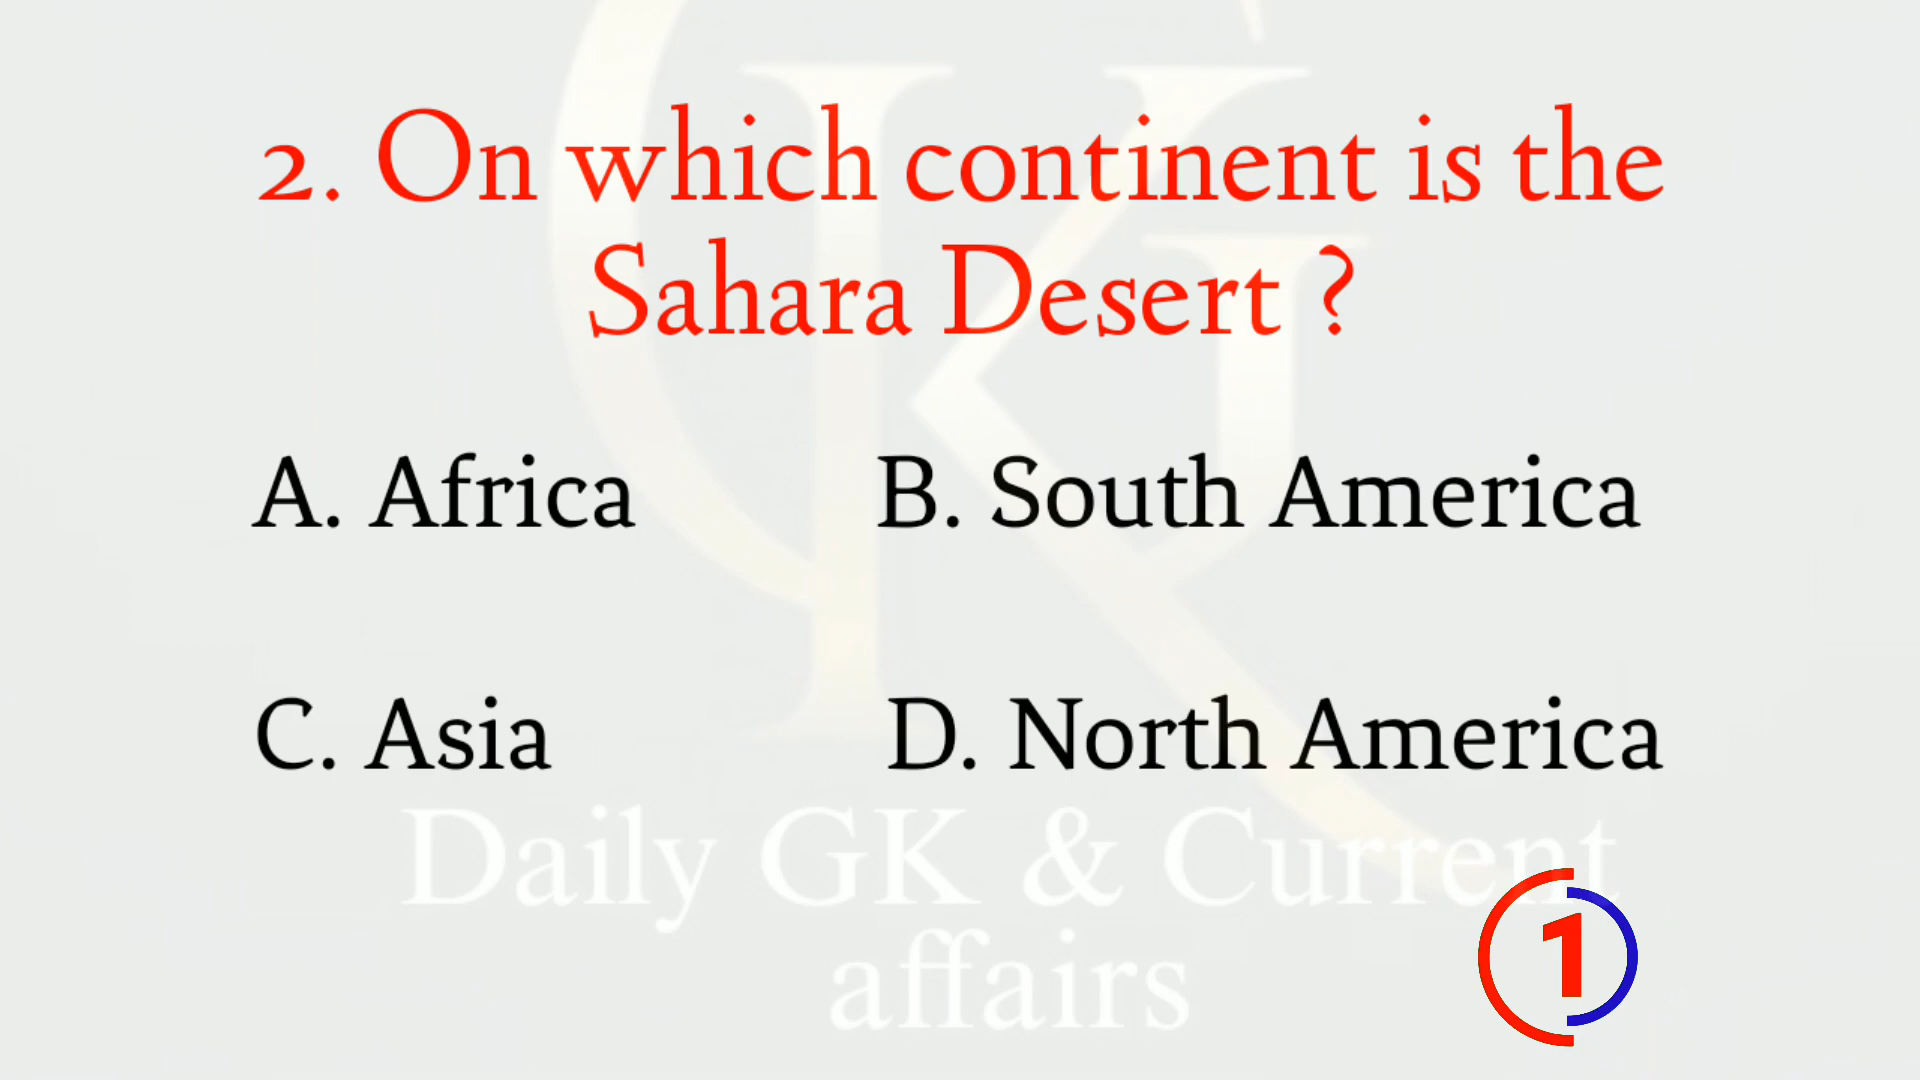 2. On which continent is the
Sahara Desert ?
A. Africa B. South America
C. Asia D. North America
Daily GK & Current
affairs
1